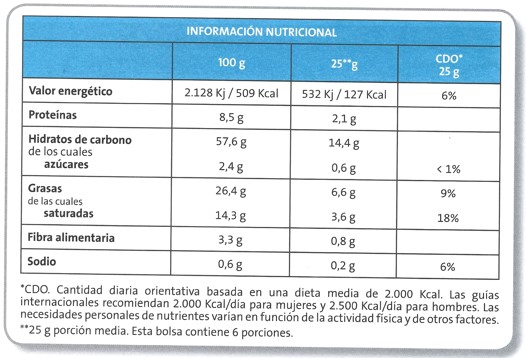 INFORMACIÓN NUTRICIONAL
100 g 25**g CDO* 25 g
Valor energético 2.128 Kj / 509 Kcal 532 Kj / 127 Kcal 6%
Proteínas 8,5 g 2,1 g
Hidratos de carbono 57,6 g 14,4 g
de los cuales
azúcares 2,4 g 0,6 g < 1%
Grasas 26,4 g 6,6 g 9%
de las cuales
saturadas 14,3 g 3,6 g 18%
Fibra alimentaria 3,3 g 0,8 g
Sodio 0,6 g 0,2 g 6%
*CDO. Cantidad diaria orientativa basada en una dieta media de 2.000 Kcal. Las guías
internacionales recomiendan 2.000 Kcal/día para mujeres y 2.500 Kcal/día para hombres. Las
necesidades personales de nutrientes varían en función de la actividad física y de otros factores.
**25 g porción media. Esta bolsa contiene 6 porciones.